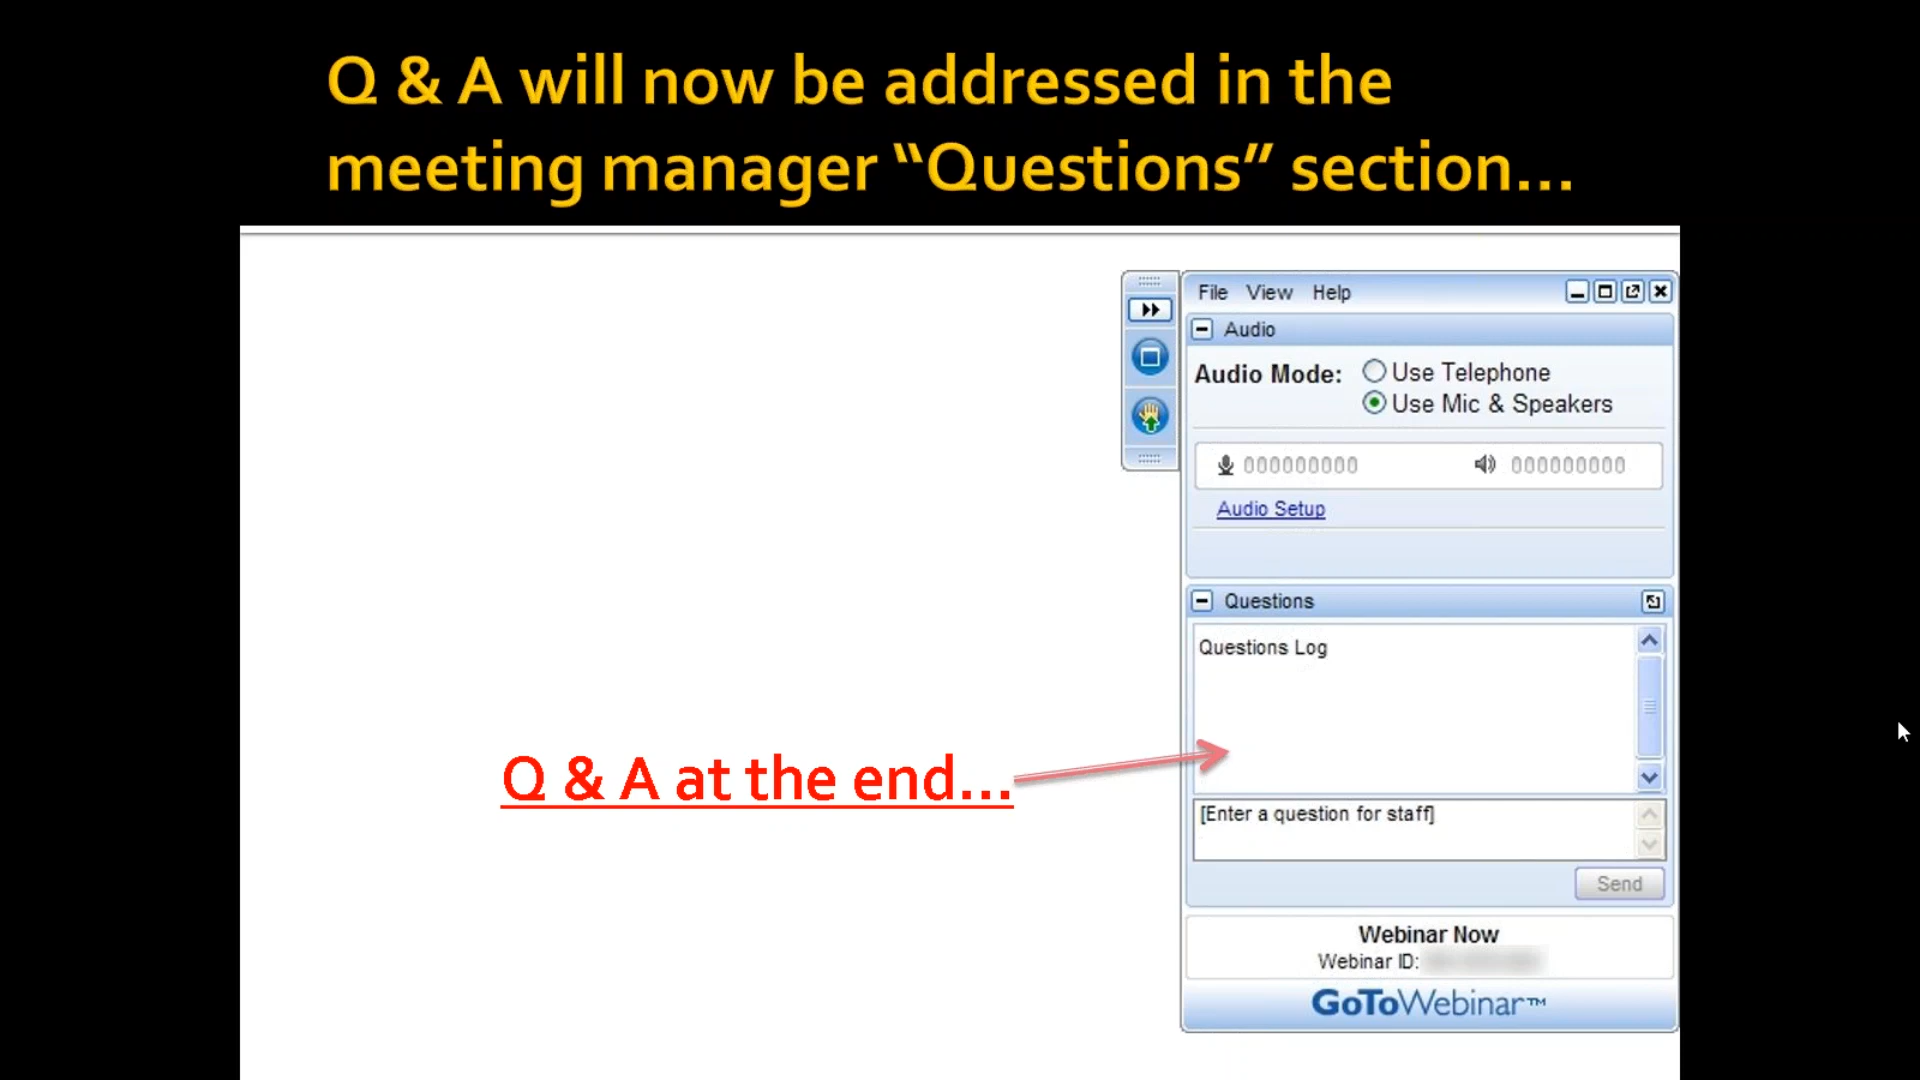 Q & A will now be addressed in the
meeting manager “Questions” section...
File View Help
Audio
Audio Mode: Use Telephone
Use Mic & Speakers
000000000 000000000
Audio Setup
Questions
Questions Log
Q & A at the end...
[Enter a question for staff]
Send
Webinar Now
Webinar ID:
GoToWebinar™